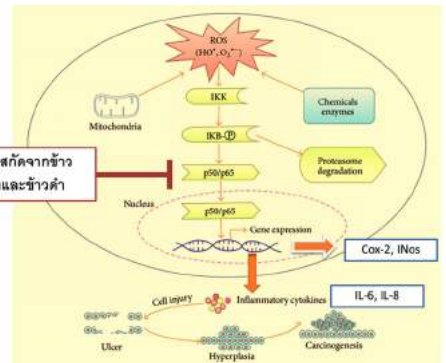 ROS
(HO•, O₂•−)
IKK
Mitochondria
Chemicals
enzymes
IKB-Ⓟ
Proteasome
degradation
สกัดจากข้าว
และข้าวดำ
p50/p65
Nucleus
p50/p65
Gene expression
Cox-2, INos
Cell injury
Inflammatory cytokines
IL-6, IL-8
Ulcer
Hyperplasia
Carcinogenesis